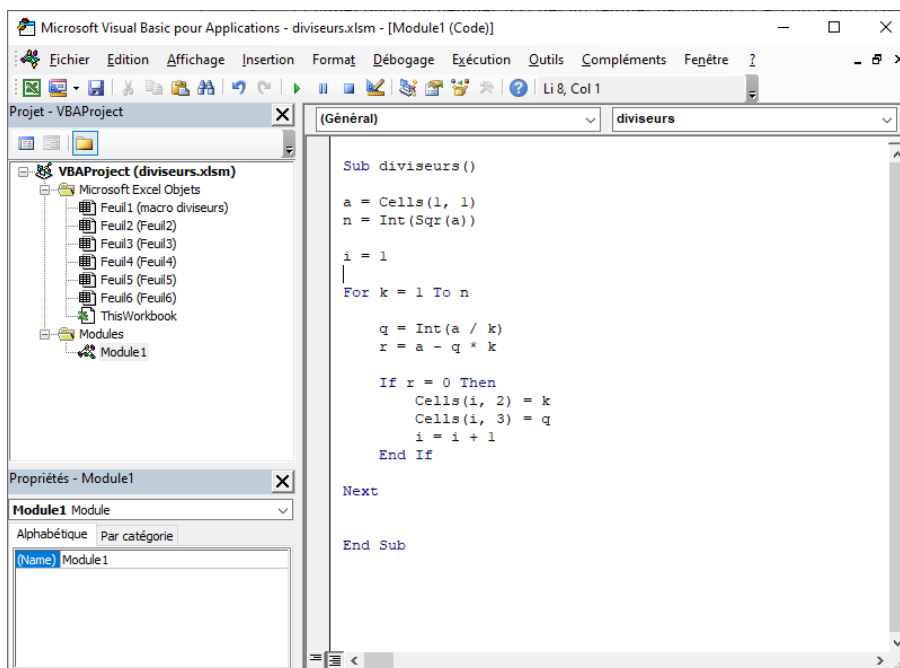 Microsoft Visual Basic pour Applications - diviseurs.xlsm - [Module1 (Code)]
Fichier Edition Affichage Insertion Format Débogage Exécution Outils Compléments Fenêtre ?
Li 8, Col 1
Projet - VBAProject
VBAProject (diviseurs.xlsm)
Microsoft Excel Objets
Feuil1 (macro diviseurs)
Feuil2 (Feuil2)
Feuil3 (Feuil3)
Feuil4 (Feuil4)
Feuil5 (Feuil5)
Feuil6 (Feuil6)
ThisWorkbook
Modules
Module1
Propriétés - Module1
Module1 Module
Alphabétique Par catégorie
(Name) Module1
(Général) diviseurs
Sub diviseurs()
a = Cells(1, 1)
n = Int(Sqr(a))
i = 1
For k = 1 To n
q = Int(a / k)
r = a - q * k
If r = 0 Then
Cells(i, 2) = k
Cells(i, 3) = q
i = i + 1
End If
Next
End Sub